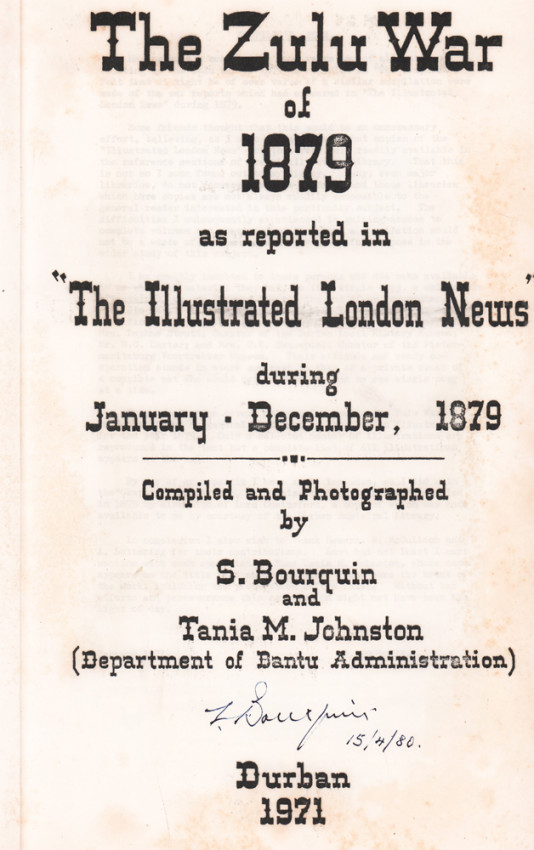 The Zulu War
of
1879
as reported in
"The Illustrated London News"
during
January - December, 1879
Compiled and Photographed
by
S. Bourquin
and
Tania M. Johnston
(Department of Bantu Administration)
S. Bourquin
15/4/80.
Durban
1971